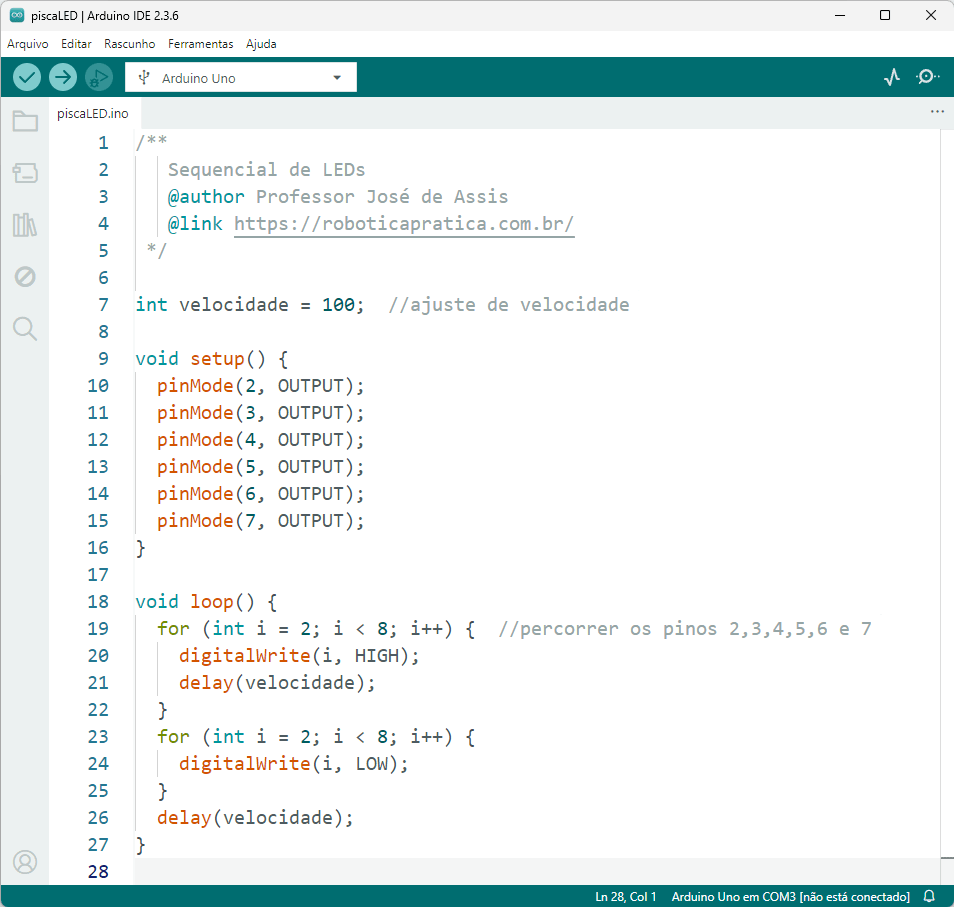 piscaLED | Arduino IDE 2.3.6
Arquivo Editar Rascunho Ferramentas Ajuda
Arduino Uno
piscaLED.ino
1 /**
2 Sequencial de LEDs
3 @author Professor José de Assis
4 @link https://roboticapratica.com.br/
5 */
6
7 int velocidade = 100; //ajuste de velocidade
8
9 void setup() {
10 pinMode(2, OUTPUT);
11 pinMode(3, OUTPUT);
12 pinMode(4, OUTPUT);
13 pinMode(5, OUTPUT);
14 pinMode(6, OUTPUT);
15 pinMode(7, OUTPUT);
16 }
17
18 void loop() {
19 for (int i = 2; i < 8; i++) { //percorrer os pinos 2,3,4,5,6 e 7
20 digitalWrite(i, HIGH);
21 delay(velocidade);
22 }
23 for (int i = 2; i < 8; i++) {
24 digitalWrite(i, LOW);
25 }
26 delay(velocidade);
27 }
28
Ln 28, Col 1 Arduino Uno em COM3 [não está conectado]